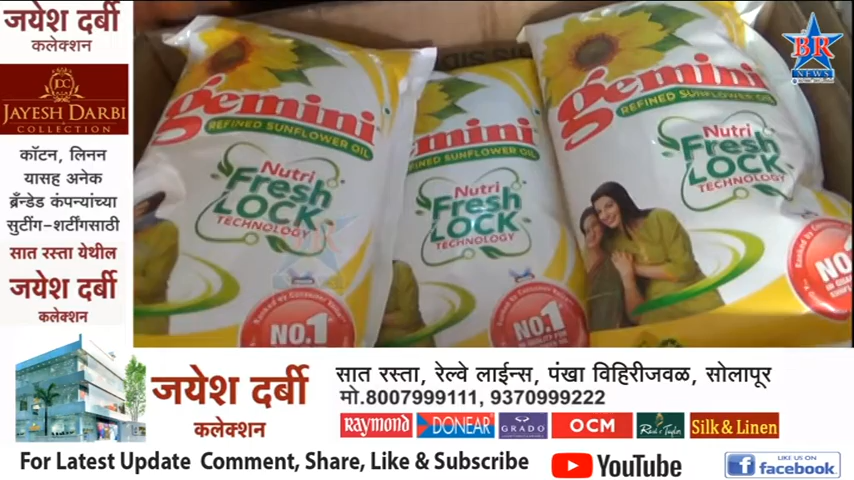 जयेश दर्बी
कलेक्शन
JAYESH DARBI
COLLECTION
कॉटन, लिनन
यासह अनेक
ब्रँन्डेड कंपन्यांच्या
सुटींग-शर्टींगसाठी
सात रस्ता येथील
जयेश दर्बी
कलेक्शन
BR
NEWS
gemini
REFINED SUNFLOWER OIL
Nutri
Fresh
LOCK
TECHNOLOGY
NO.1
gemini
REFINED SUNFLOWER OIL
Nutri
Fresh
LOCK
TECHNOLOGY
NO.1
gemini
REFINED SUNFLOWER OIL
Nutri
Fresh
LOCK
TECHNOLOGY
NO.1
जयेश दर्बी
कलेक्शन
सात रस्ता, रेल्वे लाईन्स, पंखा विहिरीजवळ, सोलापूर
मो.8007999111, 9370999222
RAYMOND DONEAR GRADO OCM Reid & Taylor Silk & Linen
For Latest Update Comment, Share, Like & Subscribe
YouTube
LIKE US ON
facebook